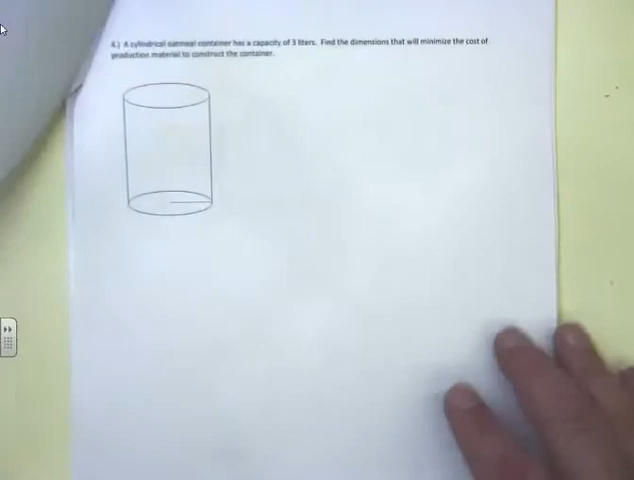 4.) A cylindrical oatmeal container has a capacity of 3 liters. Find the dimensions that will minimize the cost of
production material to construct the container.